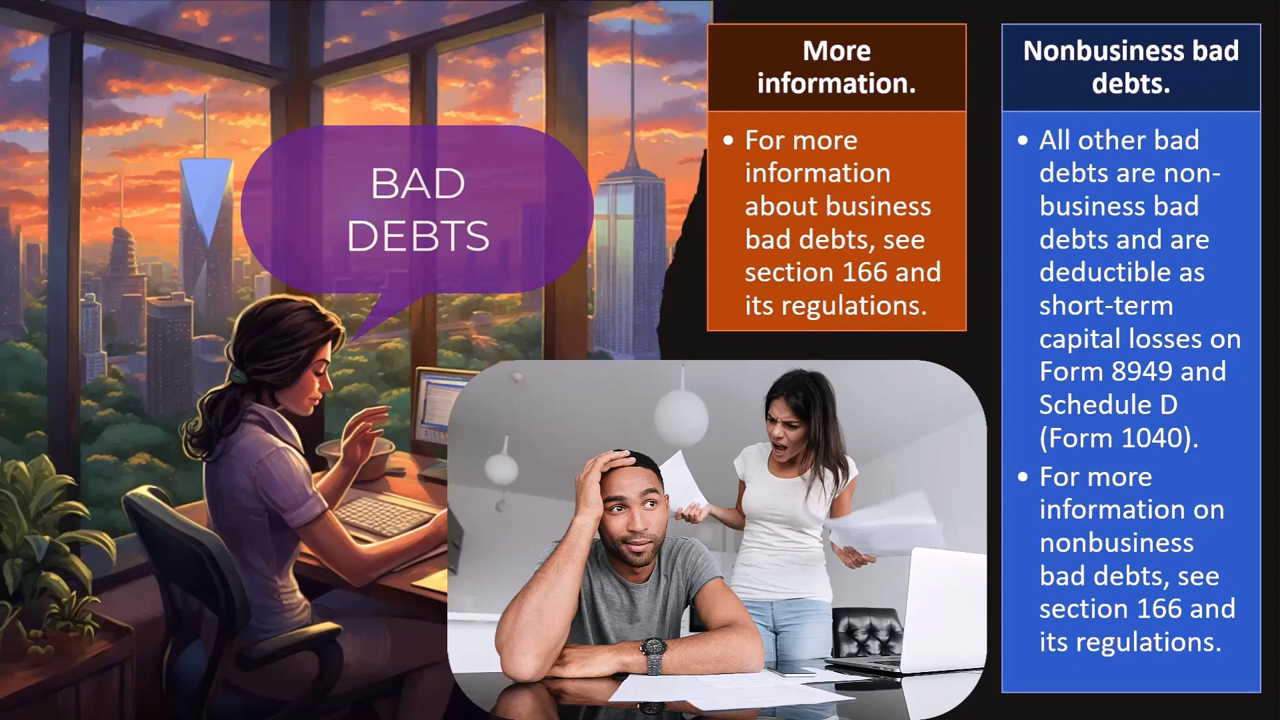 BAD
DEBTS
More
information.
• For more
information
about business
bad debts, see
section 166 and
its regulations.
Nonbusiness bad
debts.
• All other bad
debts are non-
business bad
debts and are
deductible as
short-term
capital losses on
Form 8949 and
Schedule D
(Form 1040).
• For more
information on
nonbusiness
bad debts, see
section 166 and
its regulations.